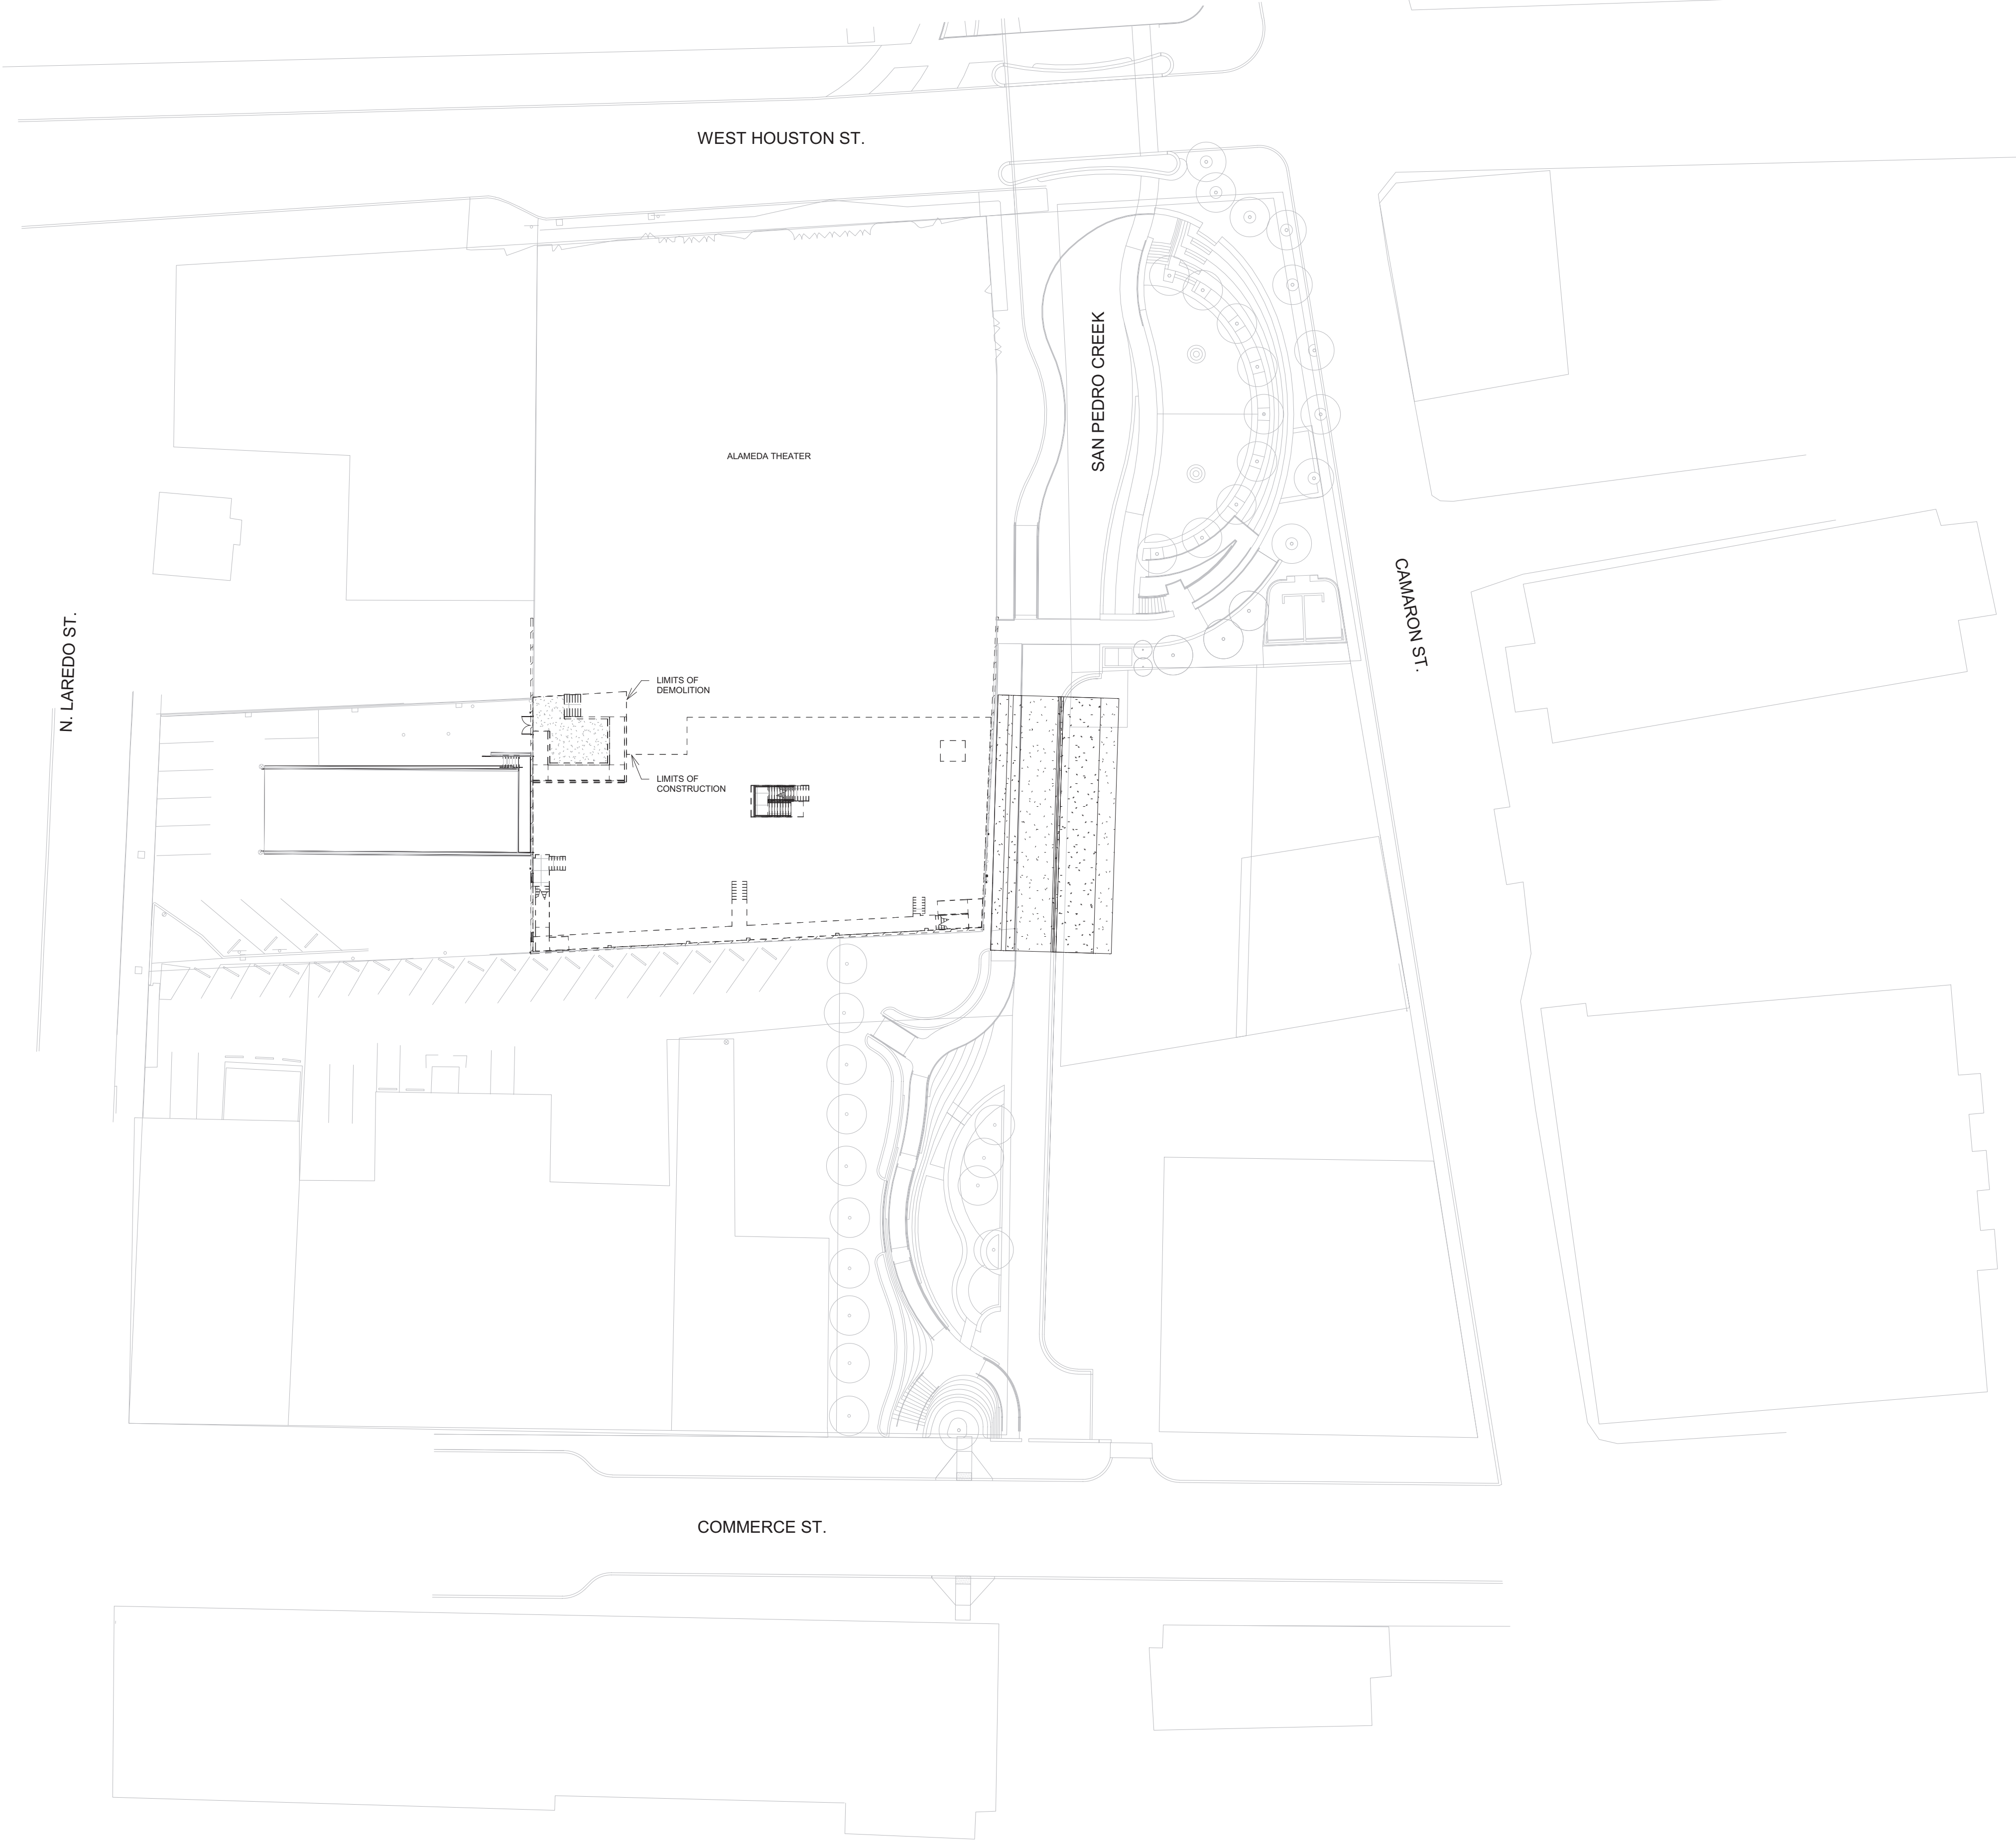 WEST HOUSTON ST.
SAN PEDRO CREEK
ALAMEDA THEATER
CAMARON ST.
N. LAREDO ST.
LIMITS OF
DEMOLITION
LIMITS OF
CONSTRUCTION
COMMERCE ST.